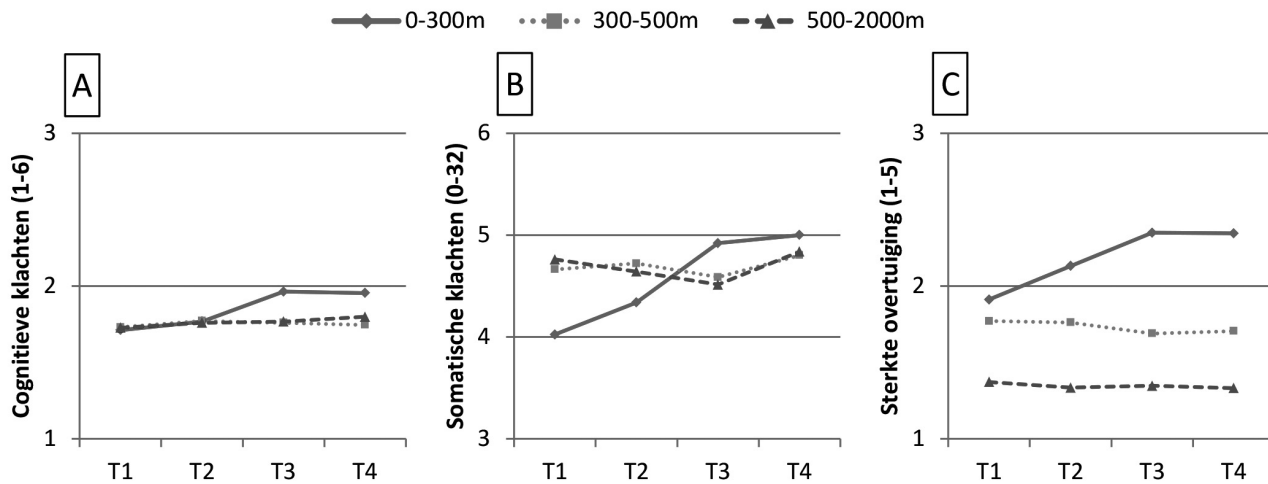 0-300m 300-500m 500-2000m
A
Cognitieve klachten (1-6)
3
2
1
T1 T2 T3 T4
B
Somatische klachten (0-32)
6
5
4
3
T1 T2 T3 T4
C
Sterkte overtuiging (1-5)
3
2
1
T1 T2 T3 T4